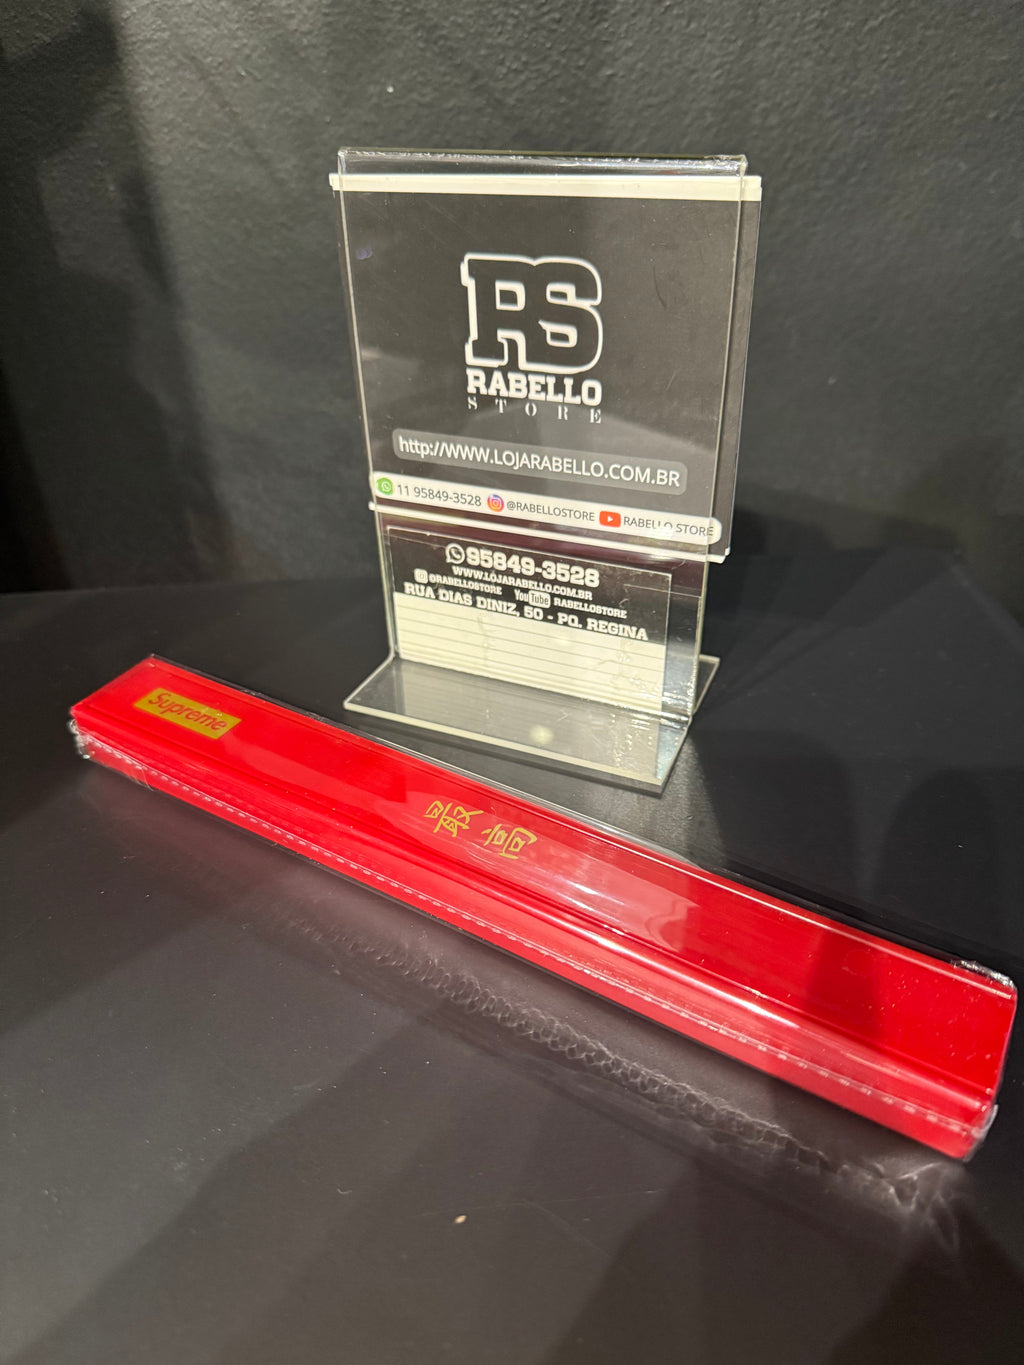 RS
RABELLO
STORE
http://WWW.LOJARABELLO.COM.BR
11 95849-3528 @RABELLOSTORE RABELLO STORE
95849-3528
WWW.LOJARABELLO.COM.BR
@RABELLOSTORE YouTube RABELLOSTORE
RUA DIAS DINIZ, 50 - PQ. REGINA
Supreme
最高